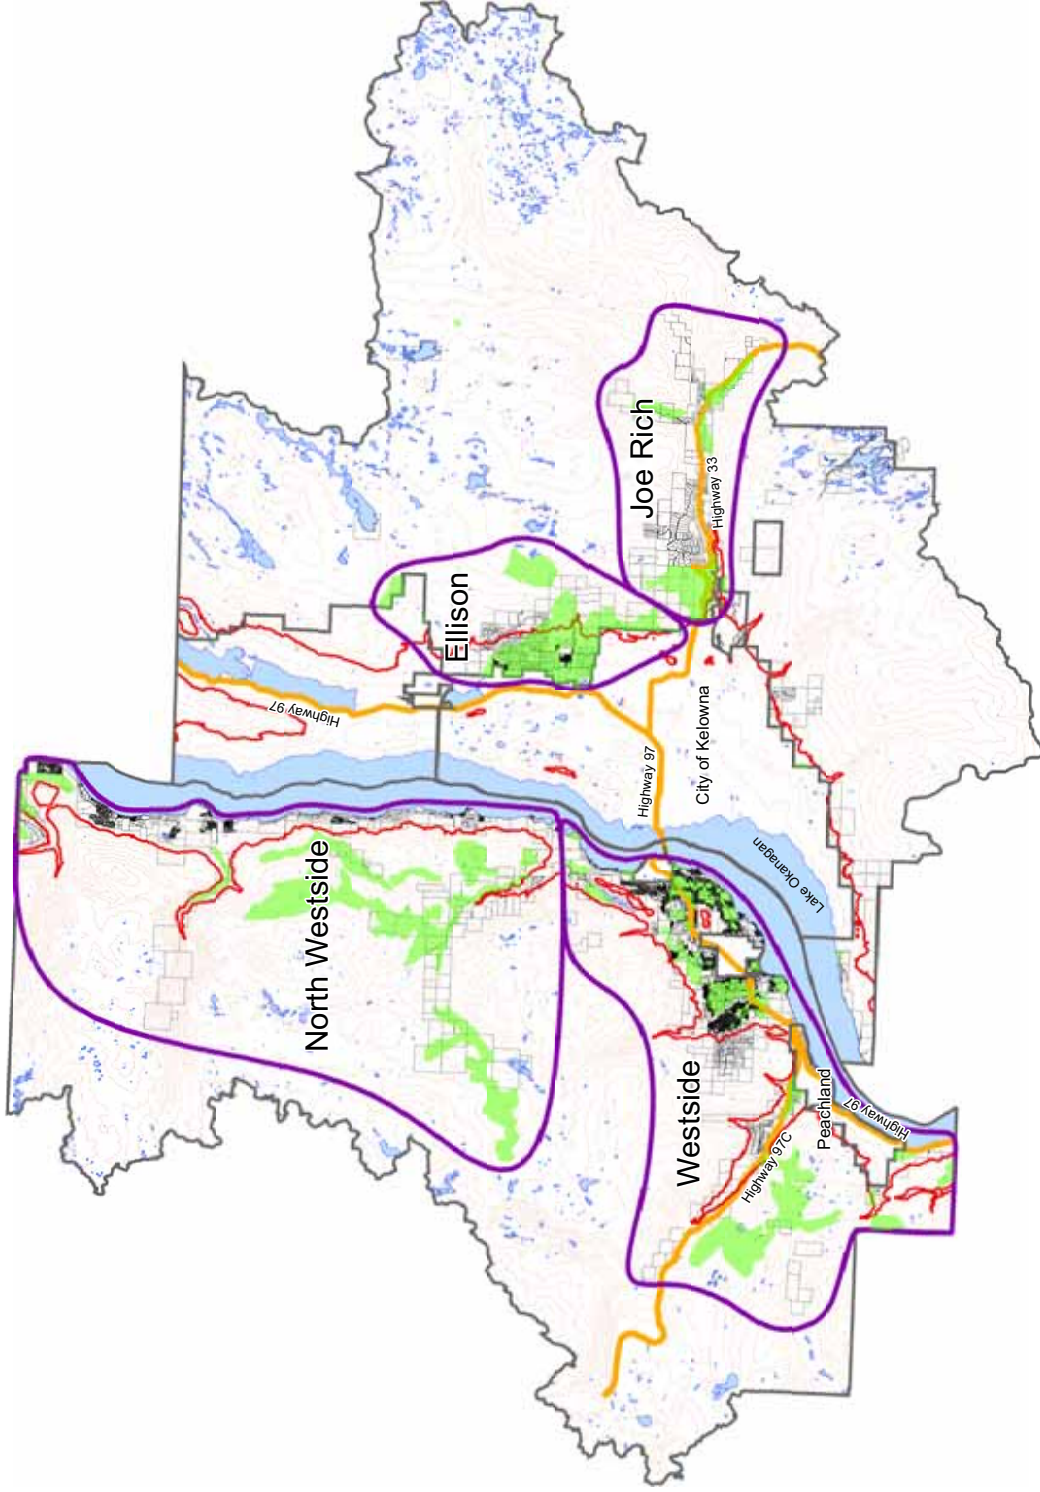 North Westside
Westside
Ellison
Joe Rich
Highway 97
Highway 97
City of Kelowna
Highway 33
Lake Okanagan
Peachland
Highway 97
Highway 97C